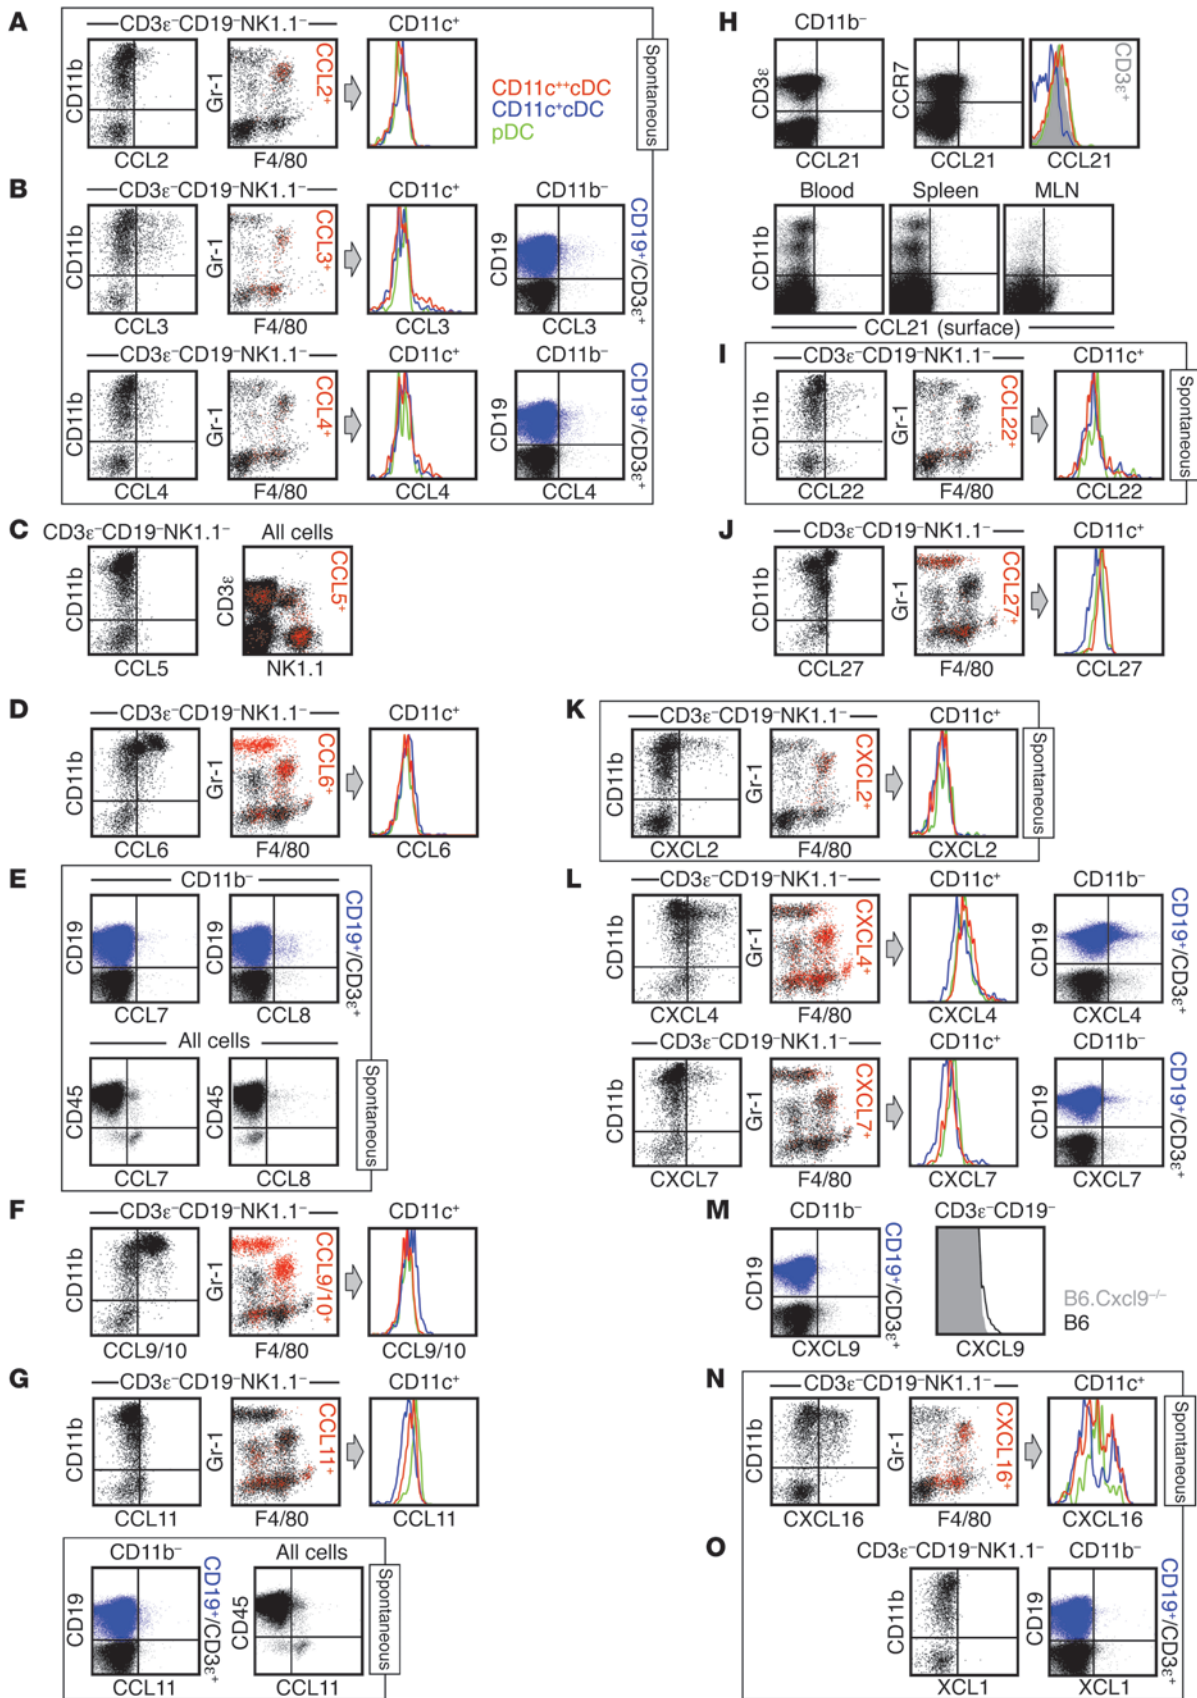 A
CD3ε⁻CD19⁻NK1.1⁻
CD11c⁺
CD11b
CCL2
Gr-1
CCL2⁺
F4/80
CD11c⁺⁺cDC
CD11c⁺cDC
pDC
Spontaneous
B
CD3ε⁻CD19⁻NK1.1⁻
CD11c⁺
CD11b⁻
CD11b
CCL3
Gr-1
CCL3⁺
F4/80
CCL3
CD19
CD19⁺/CD3ε⁺
CCL3
CD3ε⁻CD19⁻NK1.1⁻
CD11c⁺
CD11b⁻
CD11b
CCL4
Gr-1
CCL4⁺
F4/80
CCL4
CD19
CD19⁺/CD3ε⁺
CCL4
C
CD3ε⁻CD19⁻NK1.1⁻
All cells
CD11b
CCL5
CD3ε
CCL5⁺
NK1.1
D
CD3ε⁻CD19⁻NK1.1⁻
CD11c⁺
CD11b
CCL6
Gr-1
CCL6⁺
F4/80
CCL6
E
CD11b⁻
CD19
CCL7
CD19
CCL8
CD19⁺/CD3ε⁺
All cells
CD45
CCL7
CD45
CCL8
Spontaneous
F
CD3ε⁻CD19⁻NK1.1⁻
CD11c⁺
CD11b
CCL9/10
Gr-1
CCL9/10⁺
F4/80
CCL9/10
G
CD3ε⁻CD19⁻NK1.1⁻
CD11c⁺
CD11b
CCL11
Gr-1
CCL11⁺
F4/80
CCL11
CD11b⁻
All cells
CD19
CD19⁺/CD3ε⁺
CCL11
CD45
CCL11
Spontaneous
H
CD11b⁻
CD3ε
CCL21
CCR7
CCL21
CD3ε⁺
CCL21
Blood
Spleen
MLN
CD11b
CCL21 (surface)
I
CD3ε⁻CD19⁻NK1.1⁻
CD11c⁺
CD11b
CCL22
Gr-1
CCL22⁺
F4/80
CCL22
Spontaneous
J
CD3ε⁻CD19⁻NK1.1⁻
CD11c⁺
CD11b
CCL27
Gr-1
CCL27⁺
F4/80
CCL27
K
CD3ε⁻CD19⁻NK1.1⁻
CD11c⁺
CD11b
CXCL2
Gr-1
CXCL2⁺
F4/80
CXCL2
Spontaneous
L
CD3ε⁻CD19⁻NK1.1⁻
CD11c⁺
CD11b⁻
CD11b
CXCL4
Gr-1
CXCL4⁺
F4/80
CXCL4
CD19
CD19⁺/CD3ε⁺
CXCL4
CD3ε⁻CD19⁻NK1.1⁻
CD11c⁺
CD11b⁻
CD11b
CXCL7
Gr-1
CXCL7⁺
F4/80
CXCL7
CD19
CD19⁺/CD3ε⁺
CXCL7
M
CD11b⁻
CD3ε⁻CD19⁻
CD19
CD19⁺/CD3ε⁺
CXCL9
CXCL9
B6.Cxcl9⁻/⁻
B6
N
CD3ε⁻CD19⁻NK1.1⁻
CD11c⁺
CD11b
CXCL16
Gr-1
CXCL16⁺
F4/80
CXCL16
Spontaneous
O
CD3ε⁻CD19⁻NK1.1⁻
CD11b⁻
CD11b
XCL1
CD19
CD19⁺/CD3ε⁺
XCL1